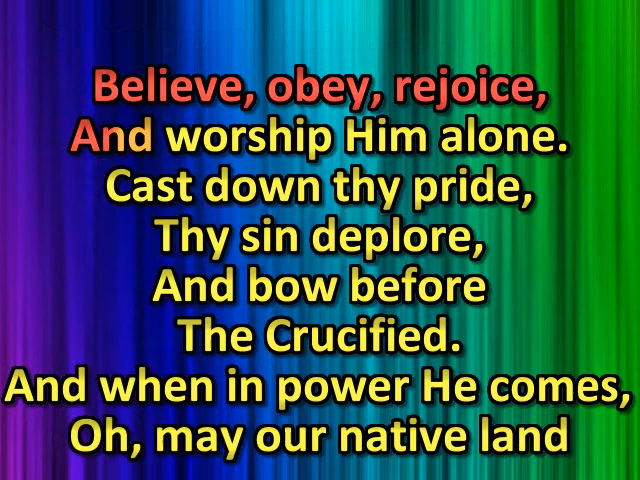 Believe, obey, rejoice,
And worship Him alone.
Cast down thy pride,
Thy sin deplore,
And bow before
The Crucified.
And when in power He comes,
Oh, may our native land